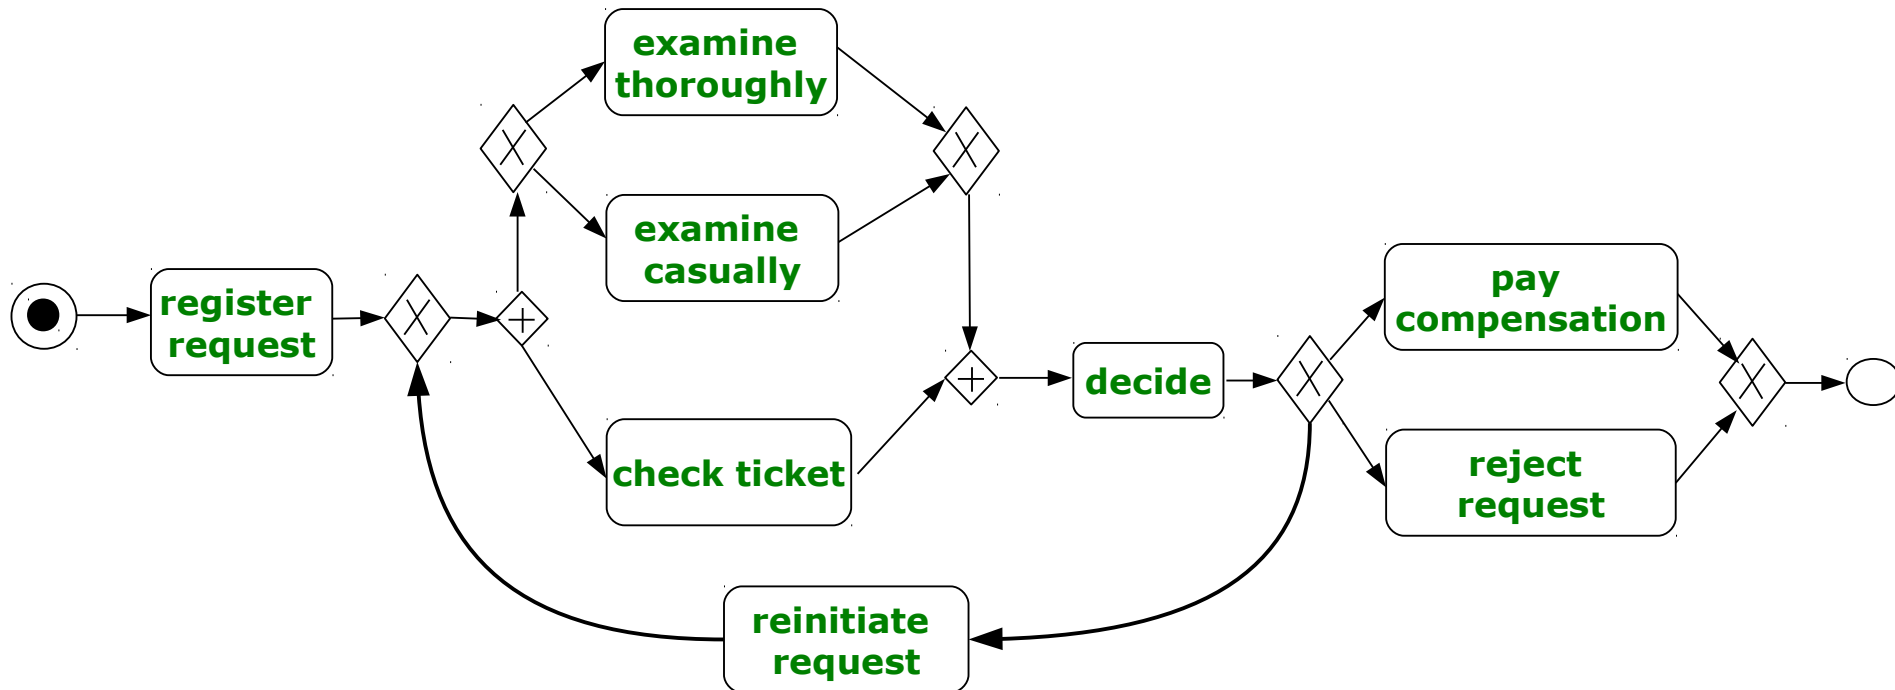 examine
thoroughly
examine
casually
register
request
check ticket
decide
pay
compensation
reject
request
reinitiate
request